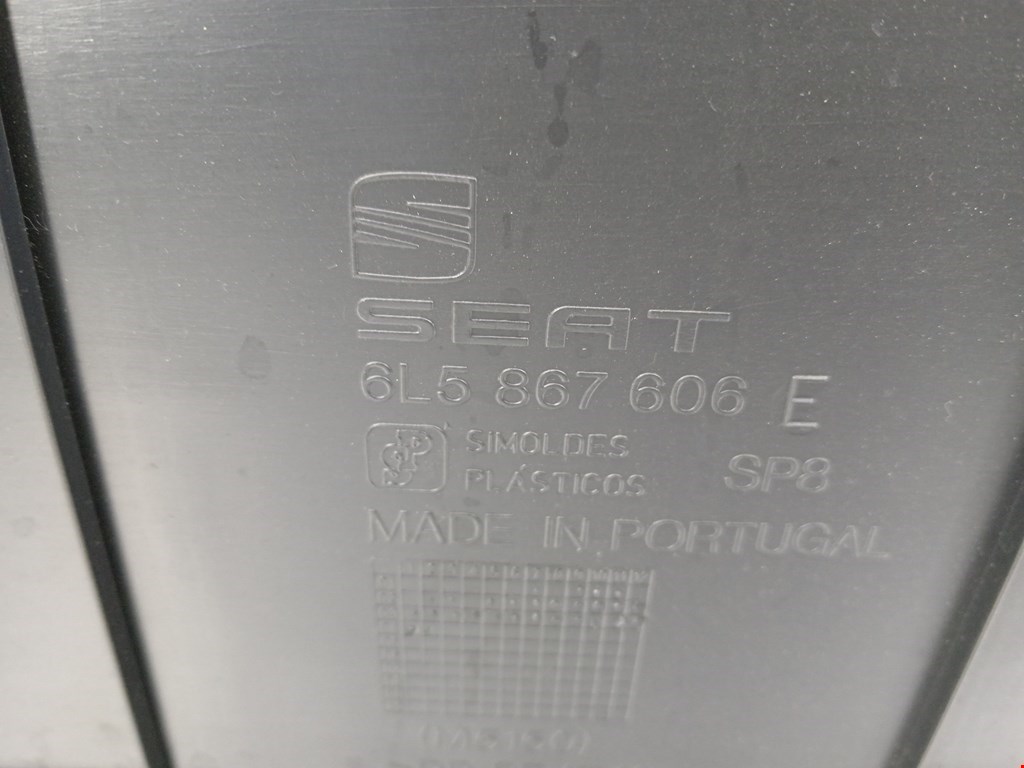 SEAT
6L5 867 606 E
SIMOLDES
PLÁSTICOS SP8
MADE IN PORTUGAL